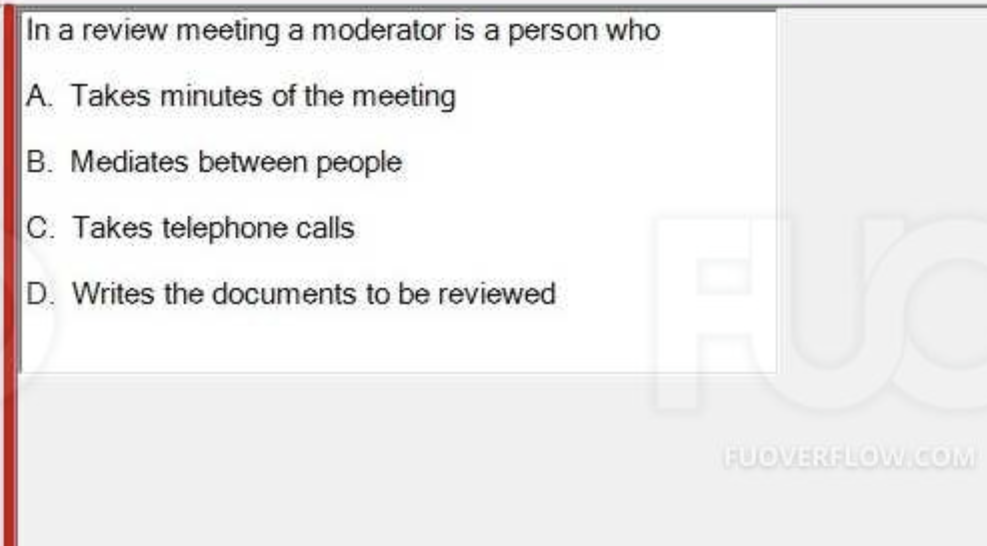 In a review meeting a moderator is a person who
A. Takes minutes of the meeting
B. Mediates between people
C. Takes telephone calls
D. Writes the documents to be reviewed
FUO
FUOVERFLOW.COM